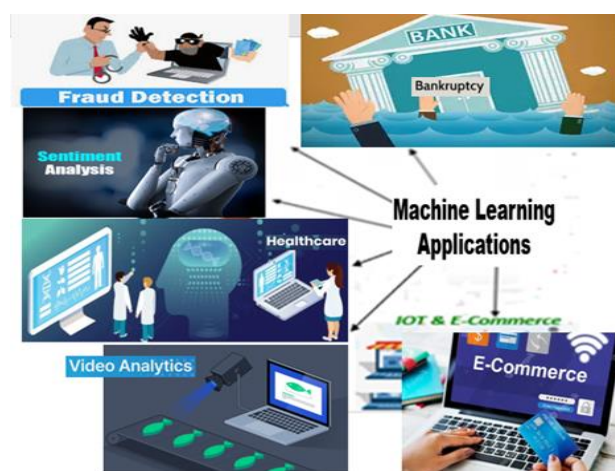 BANK
Bankruptcy
Fraud Detection
Sentiment
Analysis
Machine Learning
Applications
Healthcare
IOT & E-Commerce
Video Analytics
E-Commerce